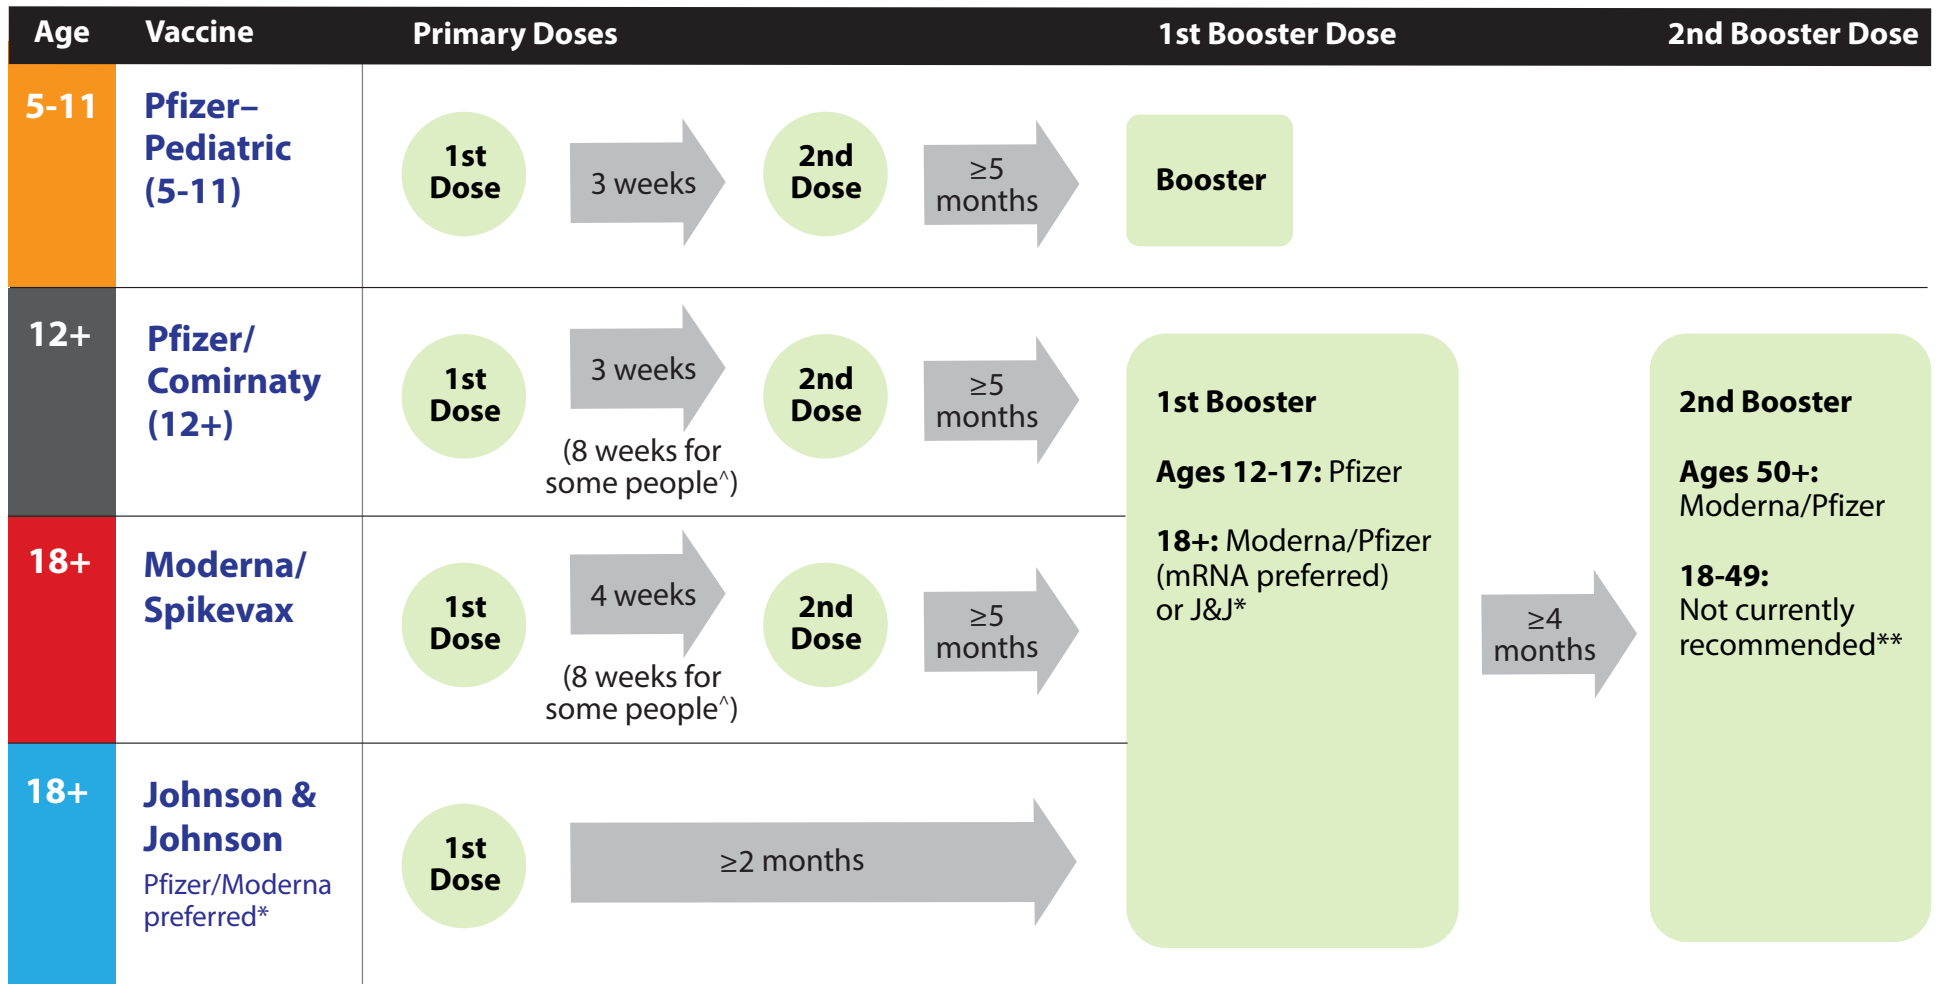 Age Vaccine Primary Doses 1st Booster Dose 2nd Booster Dose
5-11
Pfizer–
Pediatric
(5-11)
1st
Dose
3 weeks
2nd
Dose
≥5
months
Booster
12+
Pfizer/
Comirnaty
(12+)
1st
Dose
3 weeks
(8 weeks for
some people^)
2nd
Dose
≥5
months
18+
Moderna/
Spikevax
1st
Dose
4 weeks
(8 weeks for
some people^)
2nd
Dose
≥5
months
18+
Johnson &
Johnson
Pfizer/Moderna
preferred*
1st
Dose
≥2 months
1st Booster
Ages 12-17: Pfizer
18+: Moderna/Pfizer
(mRNA preferred)
or J&J*
≥4
months
2nd Booster
Ages 50+:
Moderna/Pfizer
18-49:
Not currently
recommended**